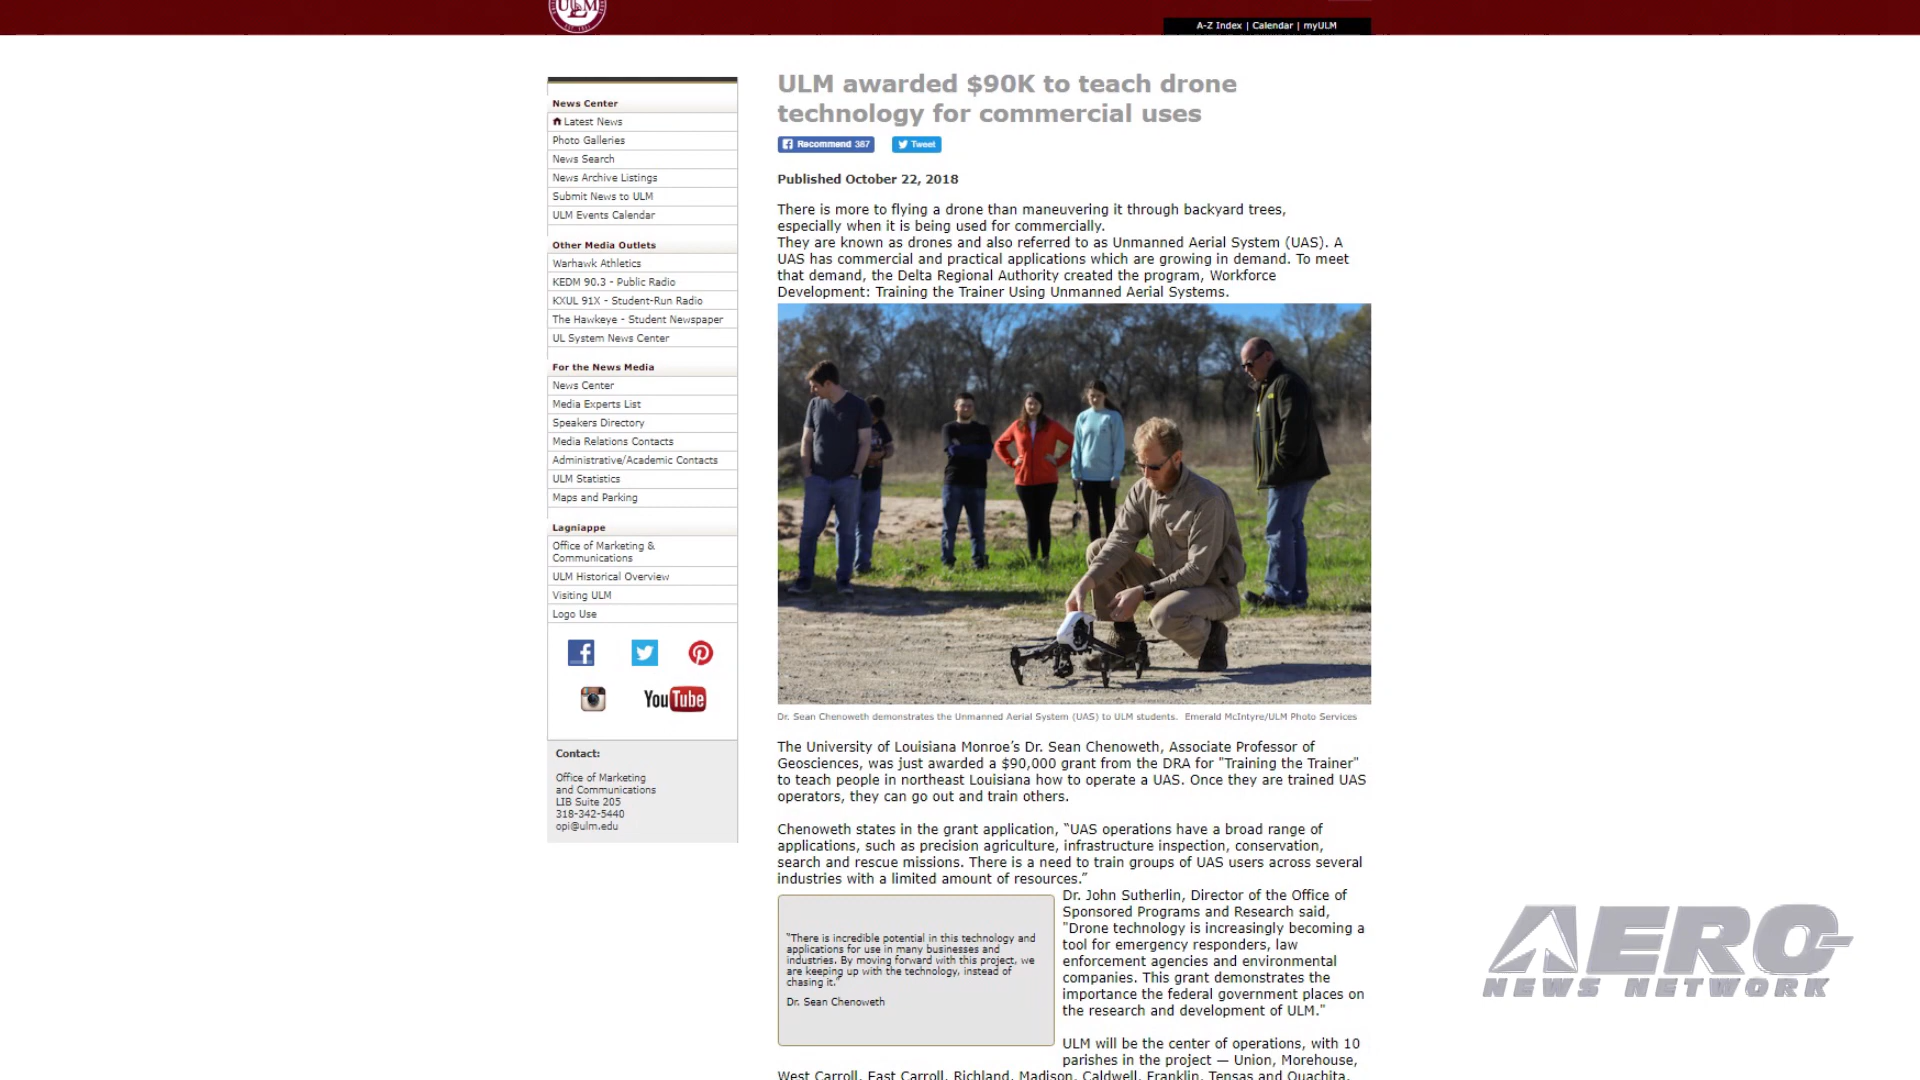 ULM
A-Z Index | Calendar | myULM
News Center
Latest News
Photo Galleries
News Search
News Archive Listings
Submit News to ULM
ULM Events Calendar
Other Media Outlets
Warhawk Athletics
KEDM 90.3 - Public Radio
KXUL 91X - Student-Run Radio
The Hawkeye - Student Newspaper
UL System News Center
For the News Media
News Center
Media Experts List
Speakers Directory
Media Relations Contacts
Administrative/Academic Contacts
ULM Statistics
Maps and Parking
Lagniappe
Office of Marketing &
Communications
ULM Historical Overview
Visiting ULM
Logo Use
You Tube
Contact:
Office of Marketing
and Communications
LIB Suite 205
318-342-5440
opi@ulm.edu
ULM awarded $90K to teach drone
technology for commercial uses
Recommend 387
Tweet
Published October 22, 2018
There is more to flying a drone than maneuvering it through backyard trees,
especially when it is being used for commercially.
They are known as drones and also referred to as Unmanned Aerial System (UAS). A
UAS has commercial and practical applications which are growing in demand. To meet
that demand, the Delta Regional Authority created the program, Workforce
Development: Training the Trainer Using Unmanned Aerial Systems.
Dr. Sean Chenoweth demonstrates the Unmanned Aerial System (UAS) to ULM students. Emerald McIntyre/ULM Photo Services
The University of Louisiana Monroe’s Dr. Sean Chenoweth, Associate Professor of
Geosciences, was just awarded a $90,000 grant from the DRA for "Training the Trainer”
to teach people in northeast Louisiana how to operate a UAS. Once they are trained UAS
operators, they can go out and train others.
Chenoweth states in the grant application, “UAS operations have a broad range of
applications, such as precision agriculture, infrastructure inspection, conservation,
search and rescue missions. There is a need to train groups of UAS users across several
industries with a limited amount of resources.”
“There is incredible potential in this technology and
applications for use in many businesses and
industries. By moving forward with this project, we
are keeping up with the technology, instead of
chasing it.”
Dr. Sean Chenoweth
Dr. John Sutherlin, Director of the Office of
Sponsored Programs and Research said,
"Drone technology is increasingly becoming a
tool for emergency responders, law
enforcement agencies and environmental
companies. This grant demonstrates the
importance the federal government places on
the research and development of ULM."
ULM will be the center of operations, with 10
parishes in the project — Union, Morehouse,
West Carroll, East Carroll, Richland, Madison, Caldwell, Franklin, Tensas and Ouachita.
AERO-
NEWS NETWORK